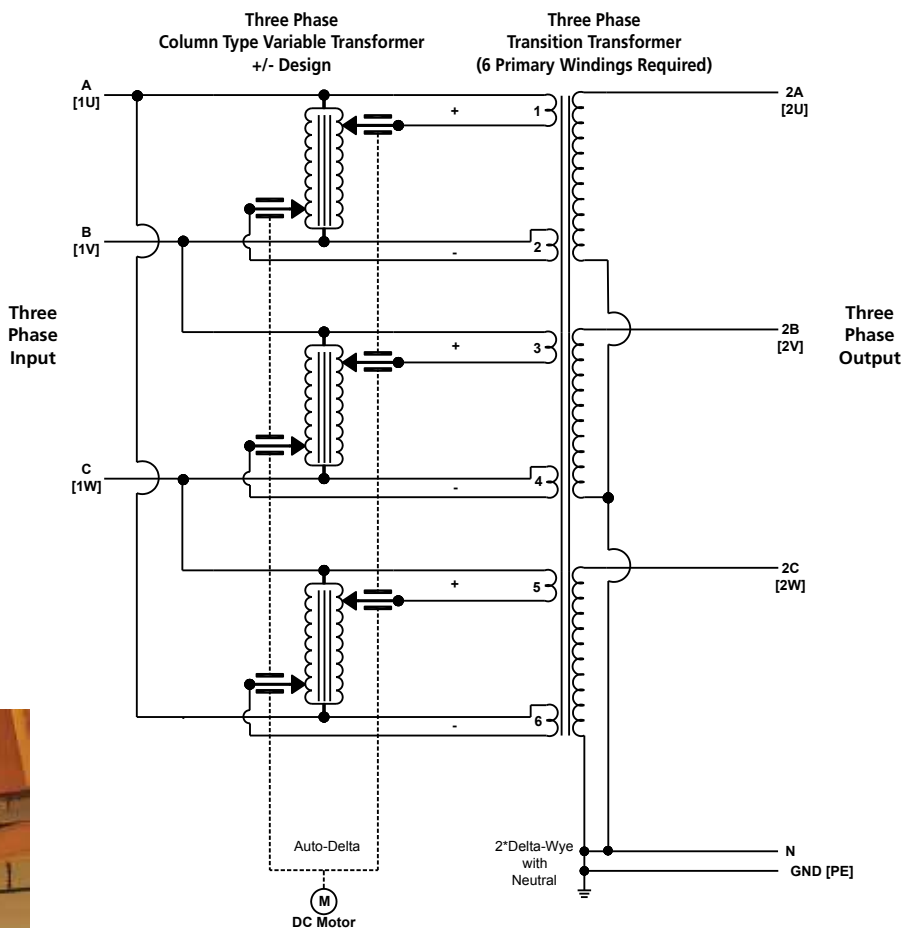 Three Phase
Column Type Variable Transformer
+/- Design
Three Phase
Transition Transformer
(6 Primary Windings Required)
A
[1U]
+
1
2A
[2U]
B
[1V]
2
-
Three
Phase
Input
+
3
2B
[2V]
Three
Phase
Output
C
[1W]
4
-
+
5
2C
[2W]
6
-
Auto-Delta
2*Delta-Wye
with
Neutral
N
GND [PE]
M
DC Motor